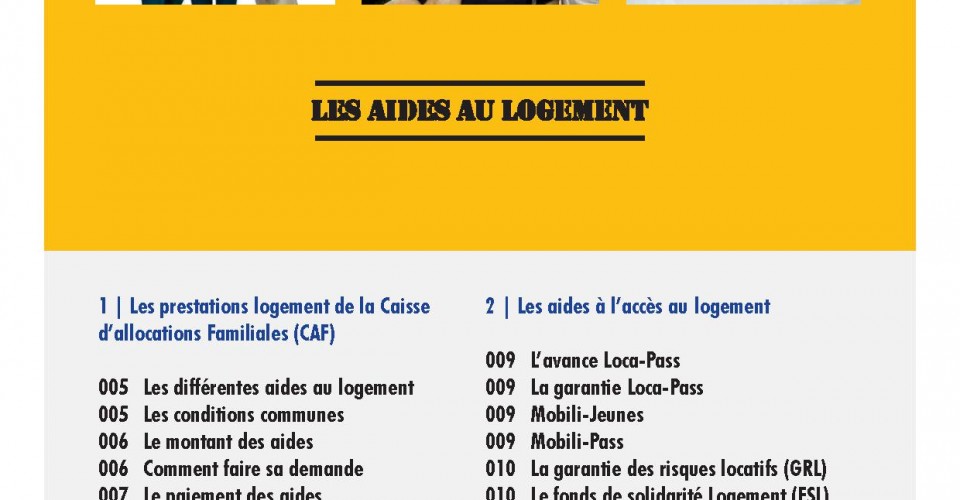 LES AIDES AU LOGEMENT
1 | Les prestations logement de la Caisse
d’allocations Familiales (CAF)
005 Les différentes aides au logement
005 Les conditions communes
006 Le montant des aides
006 Comment faire sa demande
007 Le paiement des aides
2 | Les aides à l’accès au logement
009 L’avance Loca-Pass
009 La garantie Loca-Pass
009 Mobili-Jeunes
009 Mobili-Pass
010 La garantie des risques locatifs (GRL)
010 Le fonds de solidarité Logement (FSL)